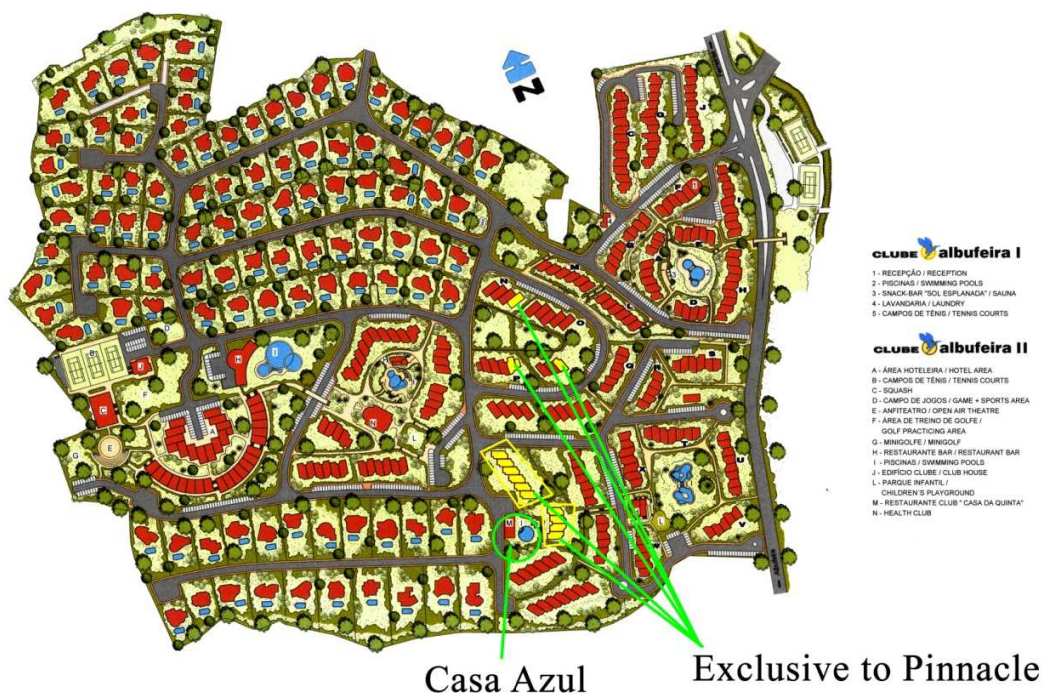 CLUBE albufeira I
1 - RECEPÇÃO / RECEPTION
2 - PISCINAS / SWIMMING POOLS
3 - SNACK-BAR "SOL ESPLANADA" / SAUNA
4 - LAVANDARIA / LAUNDRY
5 - CAMPOS DE TÉNIS / TENNIS COURTS
CLUBE albufeira II
A - ÁREA HOTELEIRA / HOTEL AREA
B - CAMPOS DE TÉNIS / TENNIS COURTS
C - SQUASH
D - CAMPO DE JOGOS / GAME + SPORTS AREA
E - ANFITEATRO / OPEN AIR THEATRE
F - ÁREA DE TREINO DE GOLFE /
GOLF PRACTICING AREA
G - MINIGOLFE / MINIGOLF
H - RESTAURANTE BAR / RESTAURANT BAR
I - PISCINAS / SWIMMING POOLS
J - EDIFÍCIO CLUBE / CLUB HOUSE
L - PARQUE INFANTIL /
CHILDREN'S PLAYGROUND
M - RESTAURANTE CLUB " CASA DA QUINTA"
N - HEALTH CLUB
N
B
D
J
F
C
G
E
A
H
I
N
L
M
I
N
O
J
H
D
2
3
U
V
L
Albufeira
Casa Azul
Exclusive to Pinnacle